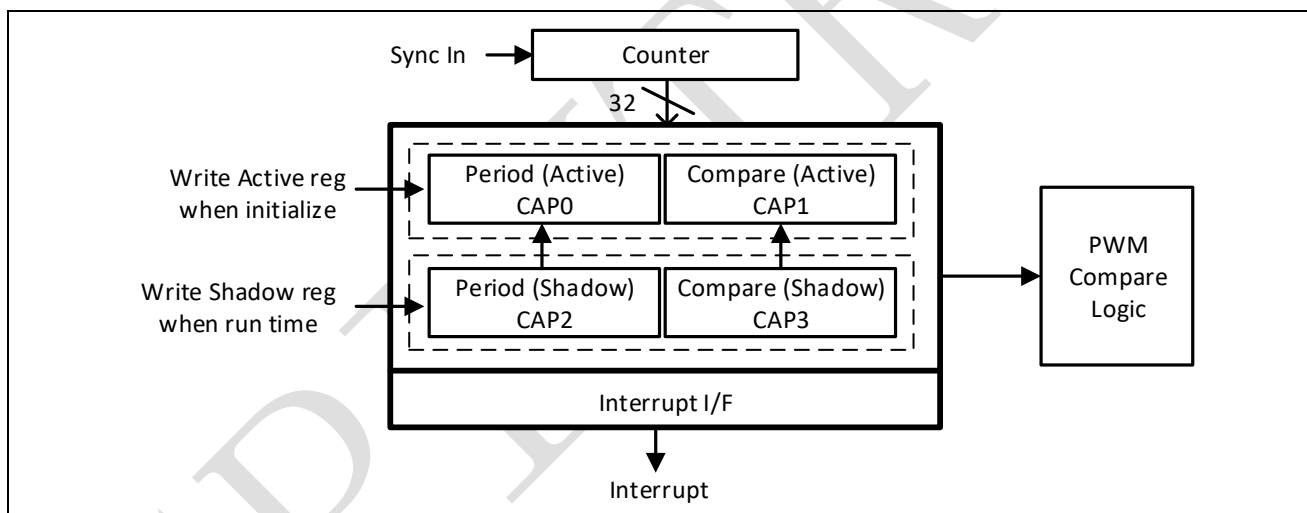 Sync In
Counter
32
Write Active reg
when initialize
Period (Active)
CAP0
Compare (Active)
CAP1
Write Shadow reg
when run time
Period (Shadow)
CAP2
Compare (Shadow)
CAP3
PWM
Compare
Logic
Interrupt I/F
Interrupt